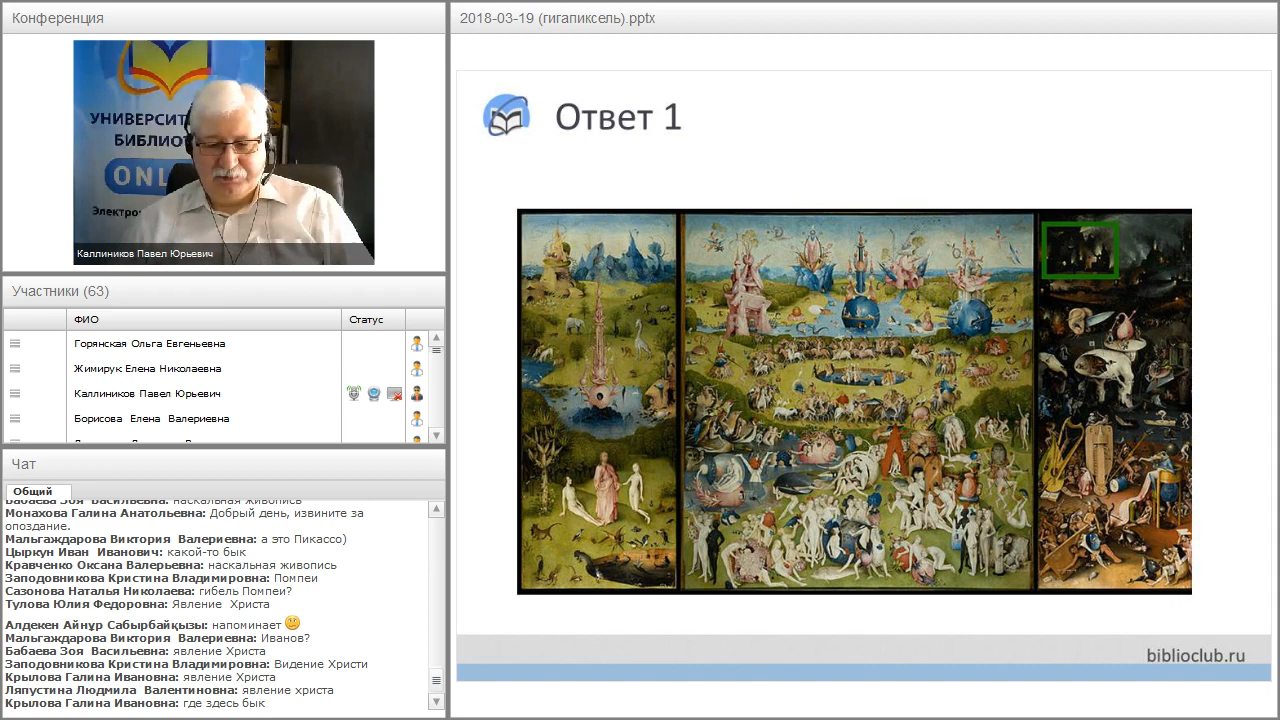 Конференция
УНИВЕРСИТ
БИБЛИОТ
ONL
Электро
Каллиников Павел Юрьевич
Участники (63)
ФИО
Статус
Горянская Ольга Евгеньевна
Жимирук Елена Николаевна
Каллиников Павел Юрьевич
Борисова Елена Валериевна
Чат
Общий
Бабаева Зоя Васильевна: наскальная живопись
Монахова Галина Анатольевна: Добрый день, извините за
опоздание.
Мальгаждарова Виктория Валериевна: а это Пикассо)
Цыркун Иван Иванович: какой-то бык
Кравченко Оксана Валерьевна: наскальная живопись
Заподовникова Кристина Владимировна: Помпеи
Сазонова Наталья Николаева: гибель Помпеи?
Тулова Юлия Федоровна: Явление Христа
Алдекен Айнұр Сабырбайқызы: напоминает
Мальгаждарова Виктория Валериевна: Иванов?
Бабаева Зоя Васильевна: явление Христа
Заподовникова Кристина Владимировна: Видение Христи
Крылова Галина Ивановна: явление Христа
Ляпустина Людмила Валентиновна: явление христа
Крылова Галина Ивановна: где здесь бык
2018-03-19 (гигапиксель).pptx
Ответ 1
biblioclub.ru